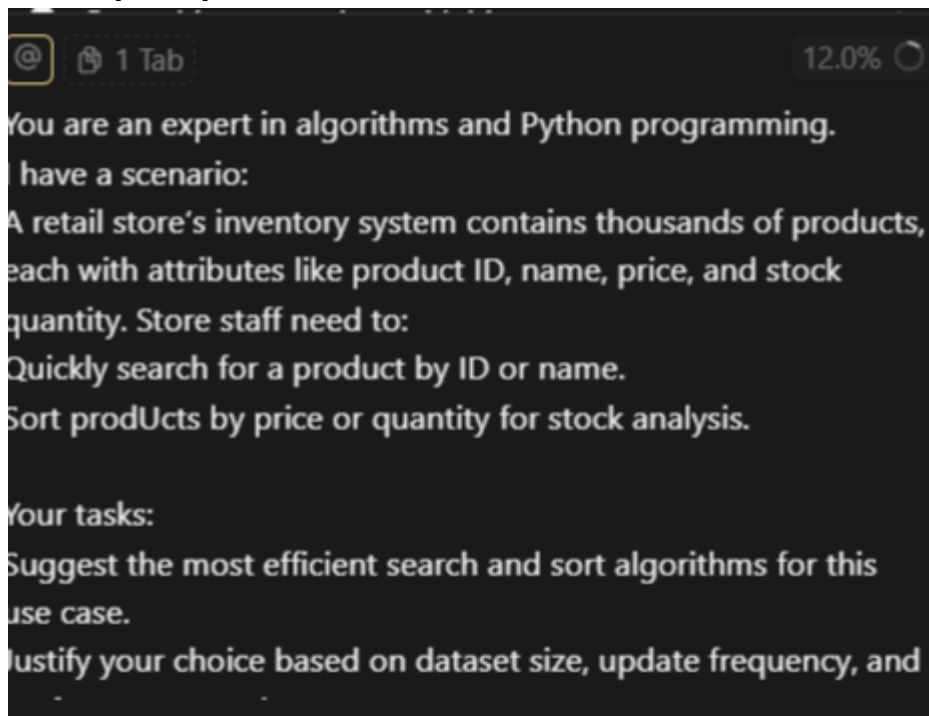 @ 1 Tab 12.0%
You are an expert in algorithms and Python programming.
I have a scenario:
A retail store's inventory system contains thousands of products,
each with attributes like product ID, name, price, and stock
quantity. Store staff need to:
Quickly search for a product by ID or name.
Sort prodUcts by price or quantity for stock analysis.
Your tasks:
Suggest the most efficient search and sort algorithms for this
use case.
Justify your choice based on dataset size, update frequency, and